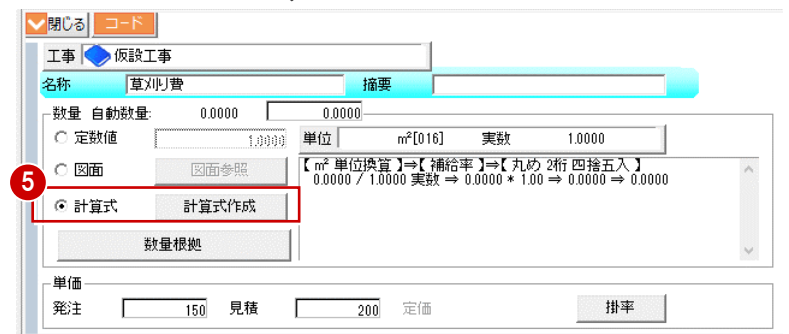 閉じる コード
工事 仮設工事
名称 草刈り費 摘要
数量 自動数量: 0.0000 0.0000
定数値 1.0000 単位 m²[016] 実数 1.0000
図面 図面参照
【 m² 単位換算 】⇒【 補給率 】⇒【 丸め 2桁 四捨五入 】
0.0000 / 1.0000 実数 ⇒ 0.0000 * 1.00 ⇒ 0.0000 ⇒ 0.0000
5
計算式 計算式作成
数量根拠
単価
発注 150 見積 200 定価 掛率